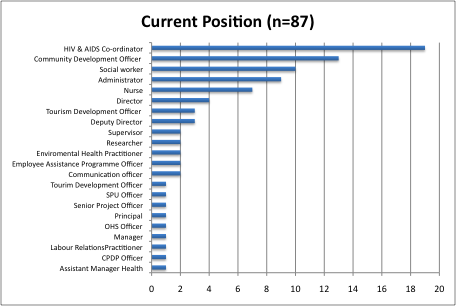 Current Position (n=87)
HIV & AIDS Co-ordinator
Community Development Officer
Social worker
Administrator
Nurse
Director
Tourism Development Officer
Deputy Director
Supervisor
Researcher
Enviromental Health Practitioner
Employee Assistance Programme Officer
Communication officer
Tourim Development Officer
SPU Officer
Senior Project Officer
Principal
OHS Officer
Manager
Labour RelationsPractitioner
CPDP Officer
Assistant Manager Health
0 2 4 6 8 10 12 14 16 18 20